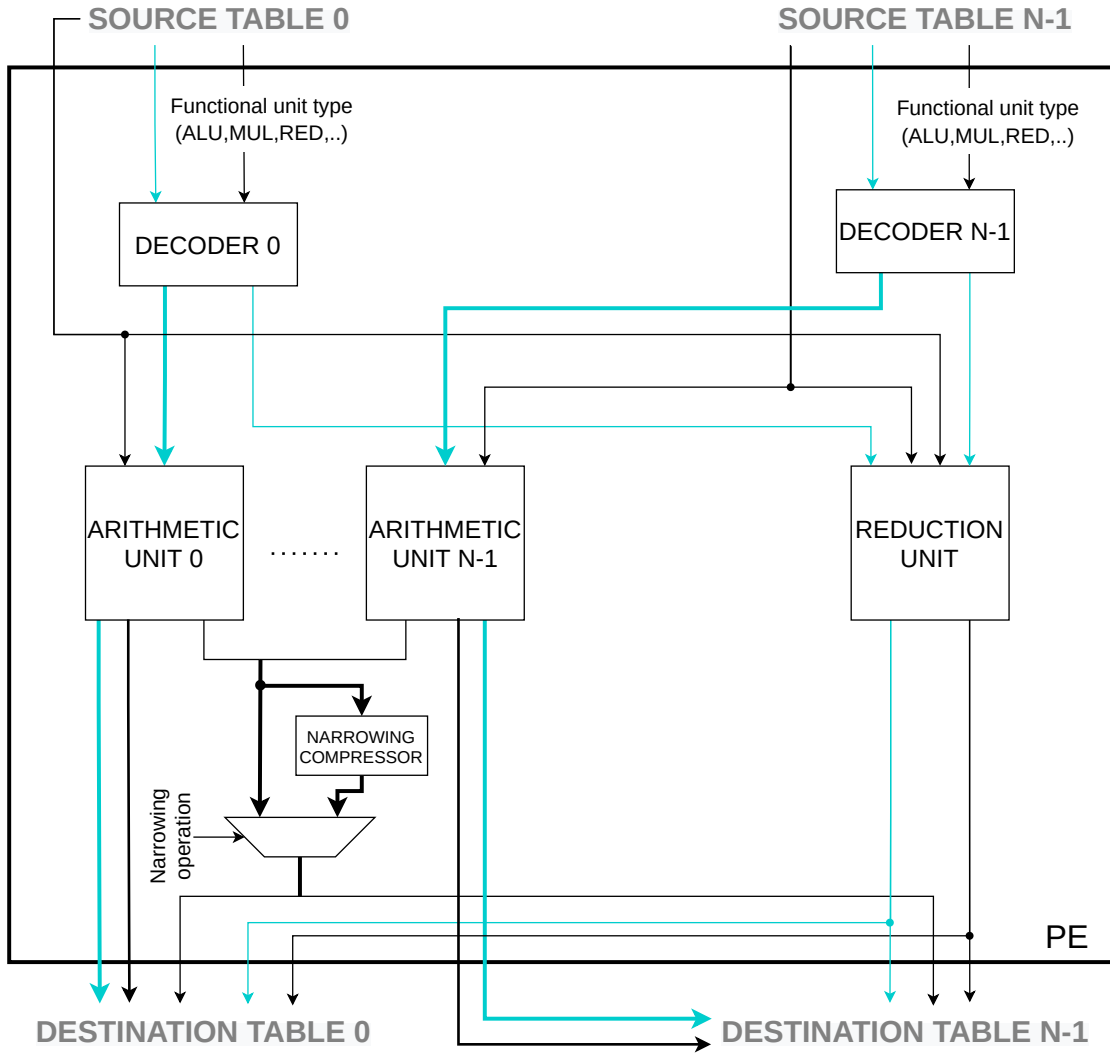 SOURCE TABLE 0
SOURCE TABLE N-1
Functional unit type
(ALU,MUL,RED,..)
Functional unit type
(ALU,MUL,RED,..)
DECODER 0
DECODER N-1
ARITHMETIC
UNIT 0
.......
ARITHMETIC
UNIT N-1
REDUCTION
UNIT
NARROWING
COMPRESSOR
Narrowing
operation
PE
DESTINATION TABLE 0
DESTINATION TABLE N-1